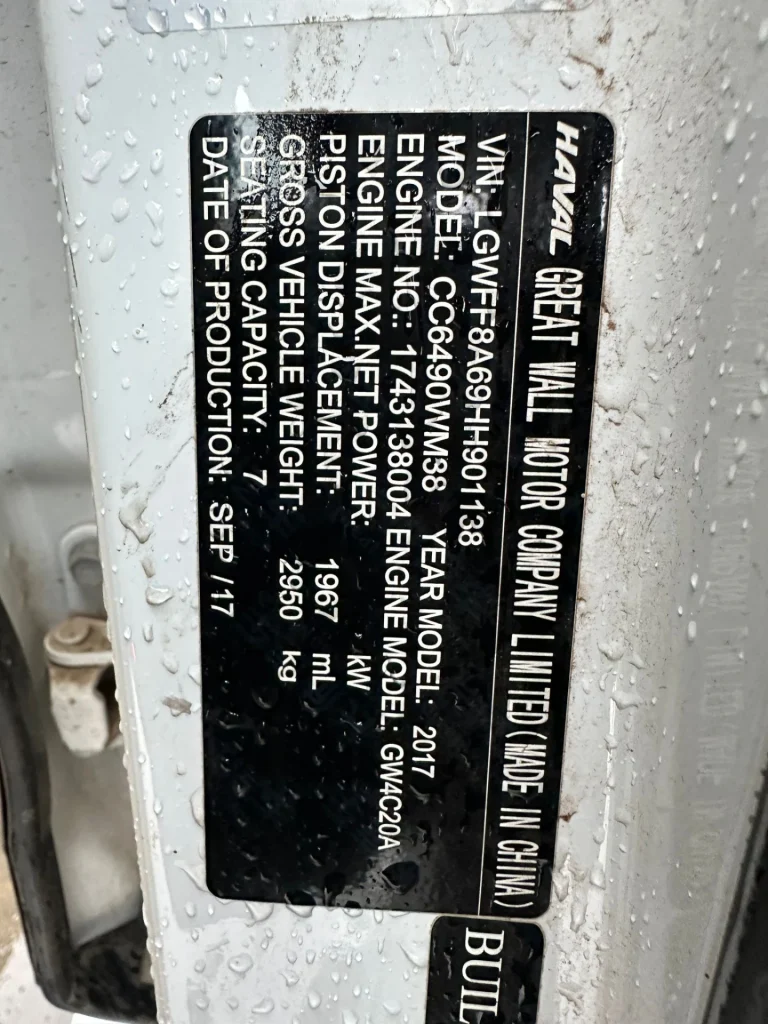 HAVAL GREAT WALL MOTOR COMPANY LIMITED (MADE IN CHINA)
VIN: LGWFF8A69HH901138
MODEL: CC6490WM38 YEAR MODEL: 2017
ENGINE NO.: 1743138004 ENGINE MODEL: GW4C20A
ENGINE MAX.NET POWER: kW
PISTON DISPLACEMENT: 1967 mL
GROSS VEHICLE WEIGHT: 2950 kg
SEATING CAPACITY: 7
DATE OF PRODUCTION: SEP /17
BUIL